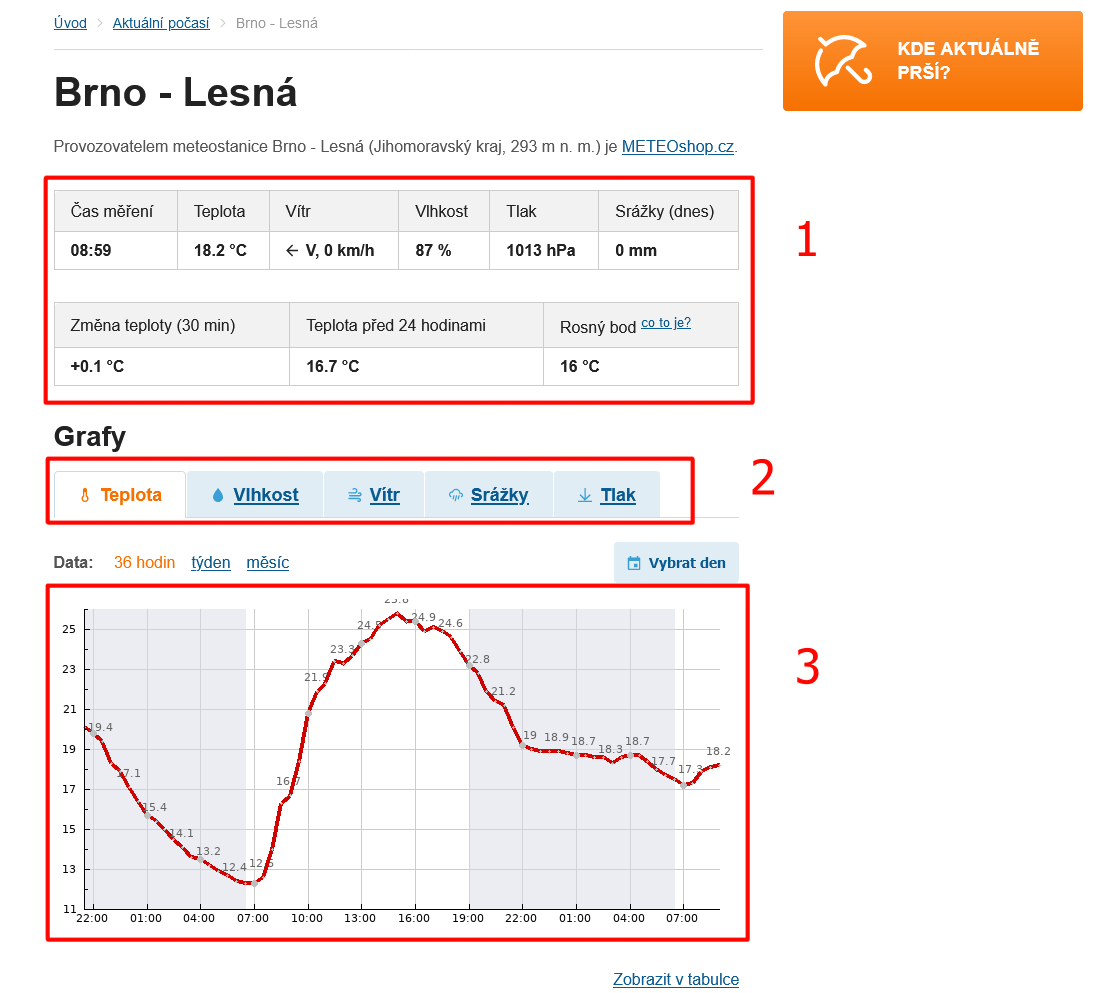 Úvod > Aktuální počasí > Brno - Lesná
KDE AKTUÁLNĚ
PRŠÍ?
Brno - Lesná
Provozovatelem meteostanice Brno - Lesná (Jihomoravský kraj, 293 m n. m.) je METEOshop.cz.
Čas měření Teplota Vítr Vlhkost Tlak Srážky (dnes)
08:59 18.2 °C ← V, 0 km/h 87 % 1013 hPa 0 mm
1
Změna teploty (30 min) Teplota před 24 hodinami Rosný bod co to je?
+0.1 °C 16.7 °C 16 °C
Grafy
Teplota Vlhkost Vítr Srážky Tlak
2
Data: 36 hodin týden měsíc Vybrat den
25
23
21
19
17
15
13
11
19.4 17.1 15.4 14.1 13.2 12.4 12.6 16.7 21.9 23.3 24.5 25.8 24.9 24.6 22.8 21.2 19 18.9 18.7 18.3 18.7 17.7 17.3 18.2
22:00 01:00 04:00 07:00 10:00 13:00 16:00 19:00 22:00 01:00 04:00 07:00
3
Zobrazit v tabulce